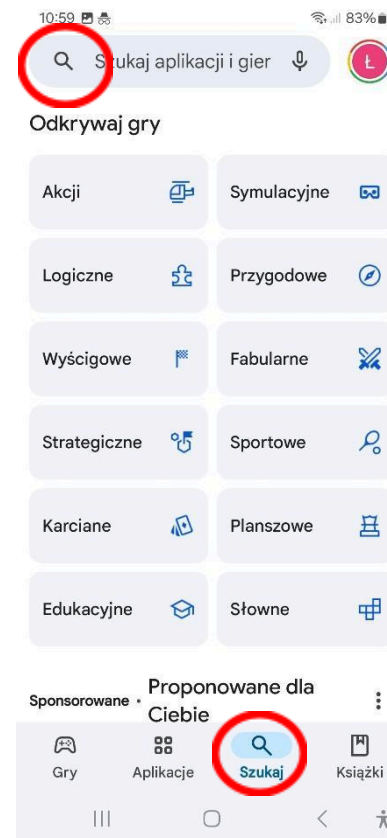 10:59 83%
Szukaj aplikacji i gier Ł
Odkrywaj gry
Akcji Symulacyjne
Logiczne Przygodowe
Wyścigowe Fabularne
Strategiczne Sportowe
Karciane Planszowe
Edukacyjne Słowne
Sponsorowane • Proponowane dla
Ciebie
Gry Aplikacje Szukaj Książki